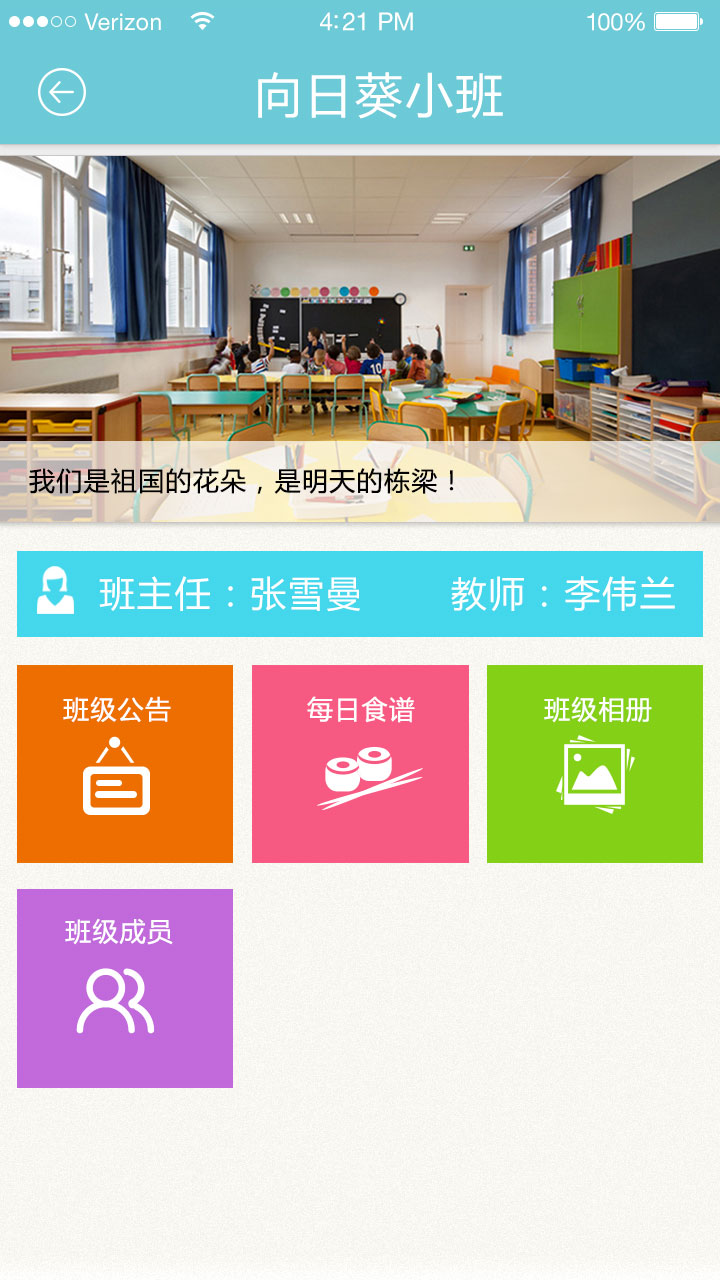 Verizon 4:21 PM 100%
向日葵小班
10
我们是祖国的花朵，是明天的栋梁！
班主任：张雪曼 教师：李伟兰
班级公告 每日食谱 班级相册
班级成员